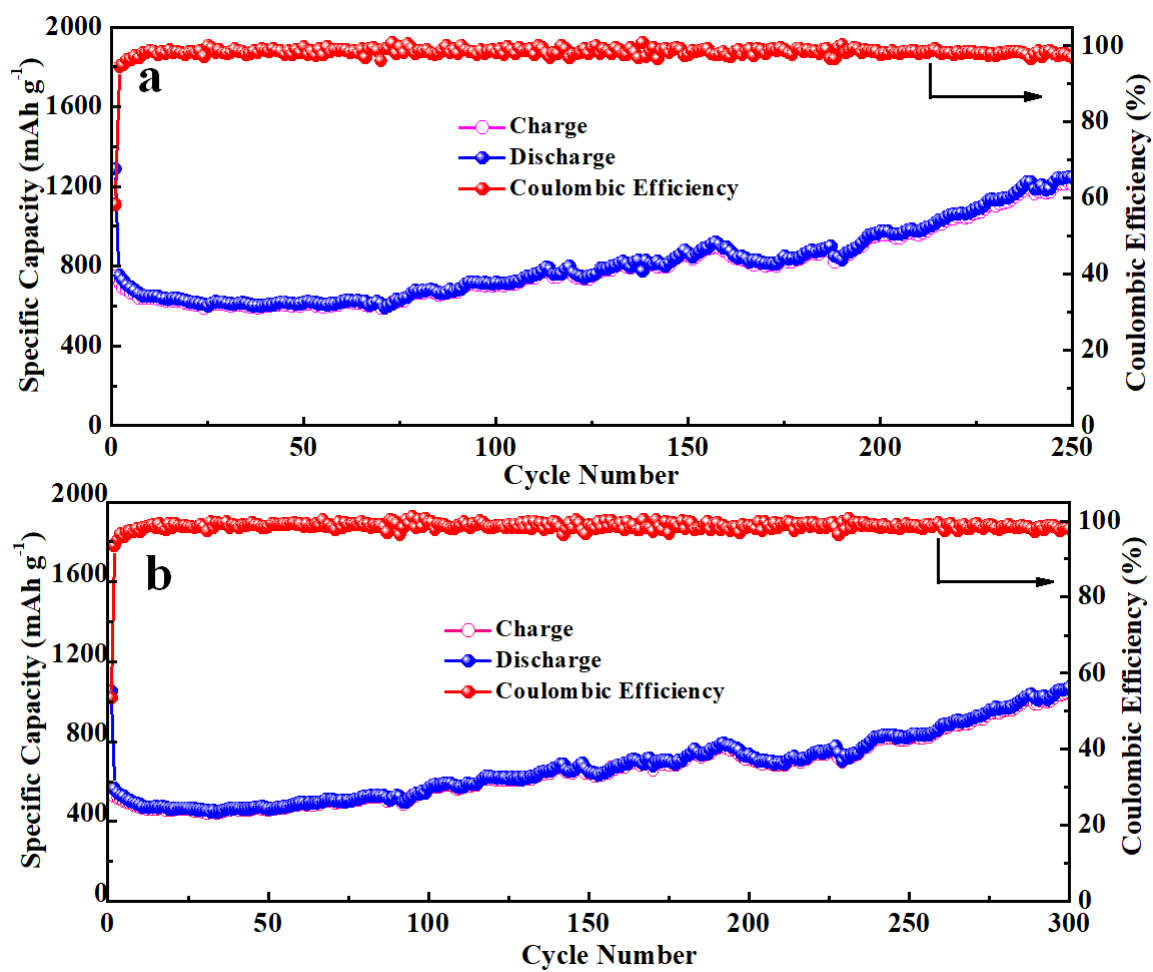 2000
1600
1200
800
400
0
Specific Capacity (mAh g-1)
a
Charge
Discharge
Coulombic Efficiency
100
80
60
40
20
0
Coulombic Efficiency (%)
0 50 100 150 200 250
Cycle Number
2000
1600
1200
800
400
0
Specific Capacity (mAh g-1)
b
Charge
Discharge
Coulombic Efficiency
100
80
60
40
20
0
Coulombic Efficiency (%)
0 50 100 150 200 250 300
Cycle Number